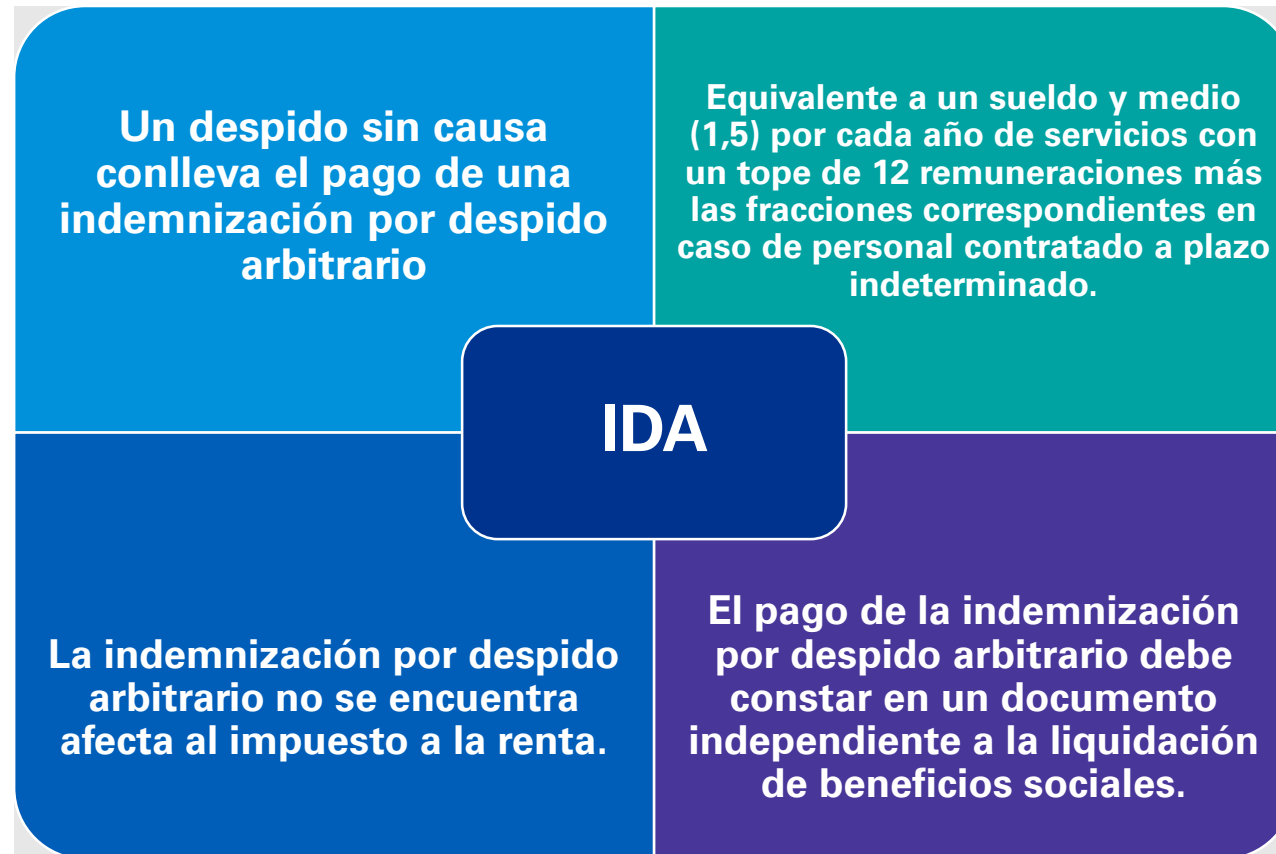 Un despido sin causa
conlleva el pago de una
indemnización por despido
arbitrario
Equivalente a un sueldo y medio
(1,5) por cada año de servicios con
un tope de 12 remuneraciones más
las fracciones correspondientes en
caso de personal contratado a plazo
indeterminado.
IDA
La indemnización por despido
arbitrario no se encuentra
afecta al impuesto a la renta.
El pago de la indemnización
por despido arbitrario debe
constar en un documento
independiente a la liquidación
de beneficios sociales.